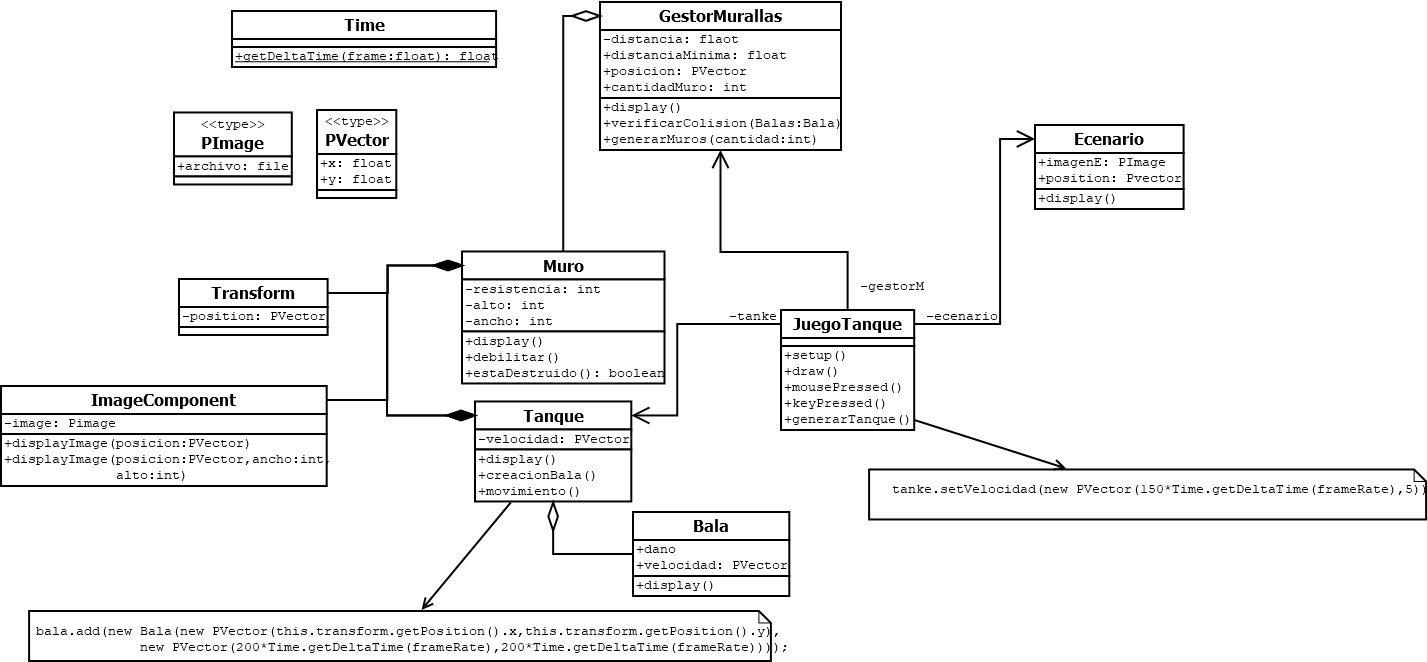 Time
+getDeltaTime(frame:float): float
GestorMurallas
-distancia: flaot
+distanciaMinima: float
+posicion: PVector
+cantidadMuro: int
+display()
+verificarColision(Balas:Bala)
+generarMuros(cantidad:int)
<<type>>
PImage
+archivo: file
<<type>>
PVector
+x: float
+y: float
Ecenario
+imagenE: PImage
+position: Pvector
+display()
Transform
-position: PVector
Muro
-resistencia: int
-alto: int
-ancho: int
+display()
+debilitar()
+estaDestruido(): boolean
-gestorM
-tanke
-ecenario
JuegoTanque
+setup()
+draw()
+mousePressed()
+keyPressed()
+generarTanque()
ImageComponent
-image: Pimage
+displayImage(posicion:PVector)
+displayImage(posicion:PVector,ancho:int,
alto:int)
Tanque
-velocidad: PVector
+display()
+creacionBala()
+movimiento()
tanke.setVelocidad(new PVector(150*Time.getDeltaTime(frameRate),5))
Bala
+dano
+velocidad: PVector
+display()
bala.add(new Bala(new PVector(this.transform.getPosition().x,this.transform.getPosition().y),
new PVector(200*Time.getDeltaTime(frameRate),200*Time.getDeltaTime(frameRate))));